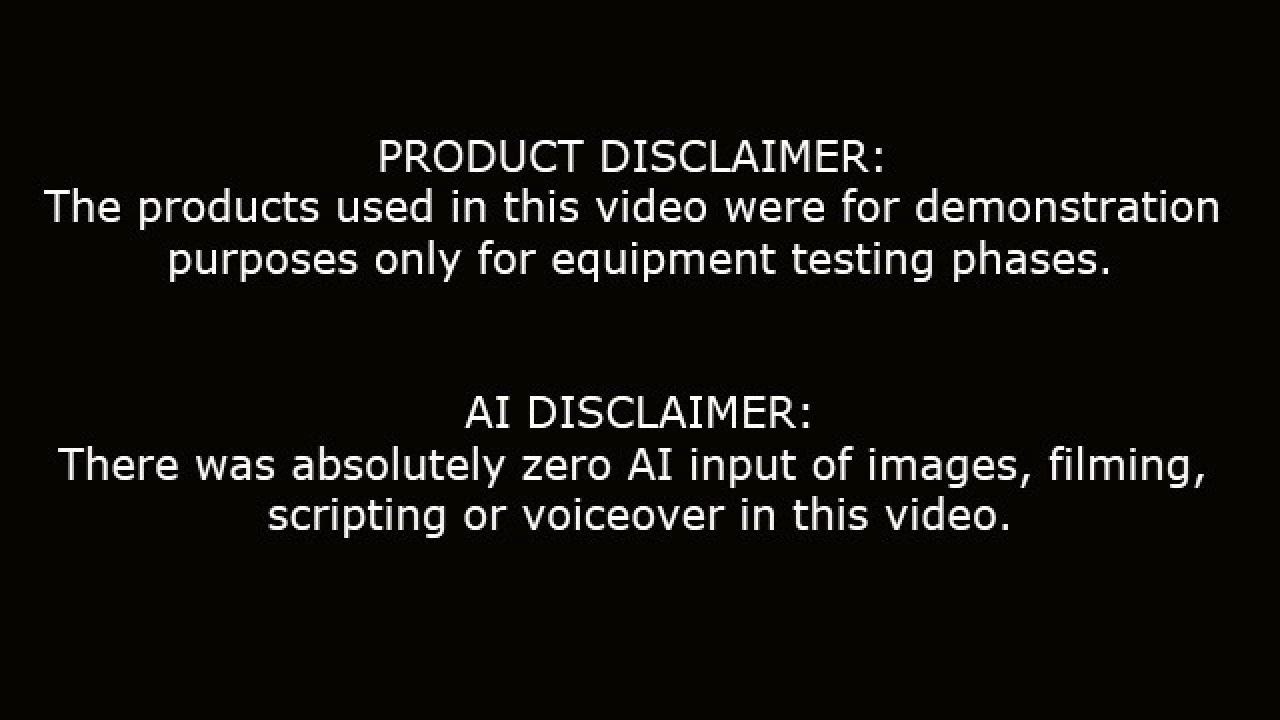 PRODUCT DISCLAIMER:
The products used in this video were for demonstration
purposes only for equipment testing phases.
AI DISCLAIMER:
There was absolutely zero AI input of images, filming,
scripting or voiceover in this video.